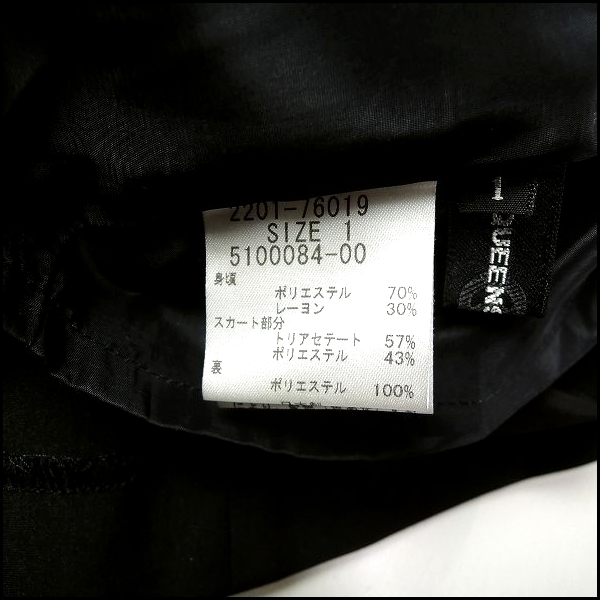 2201-76019
SIZE 1
5100084-00
身頃
ポリエステル 70%
レーヨン 30%
スカート部分
トリアセテート 57%
ポリエステル 43%
裏
ポリエステル 100%
1
QUEENS